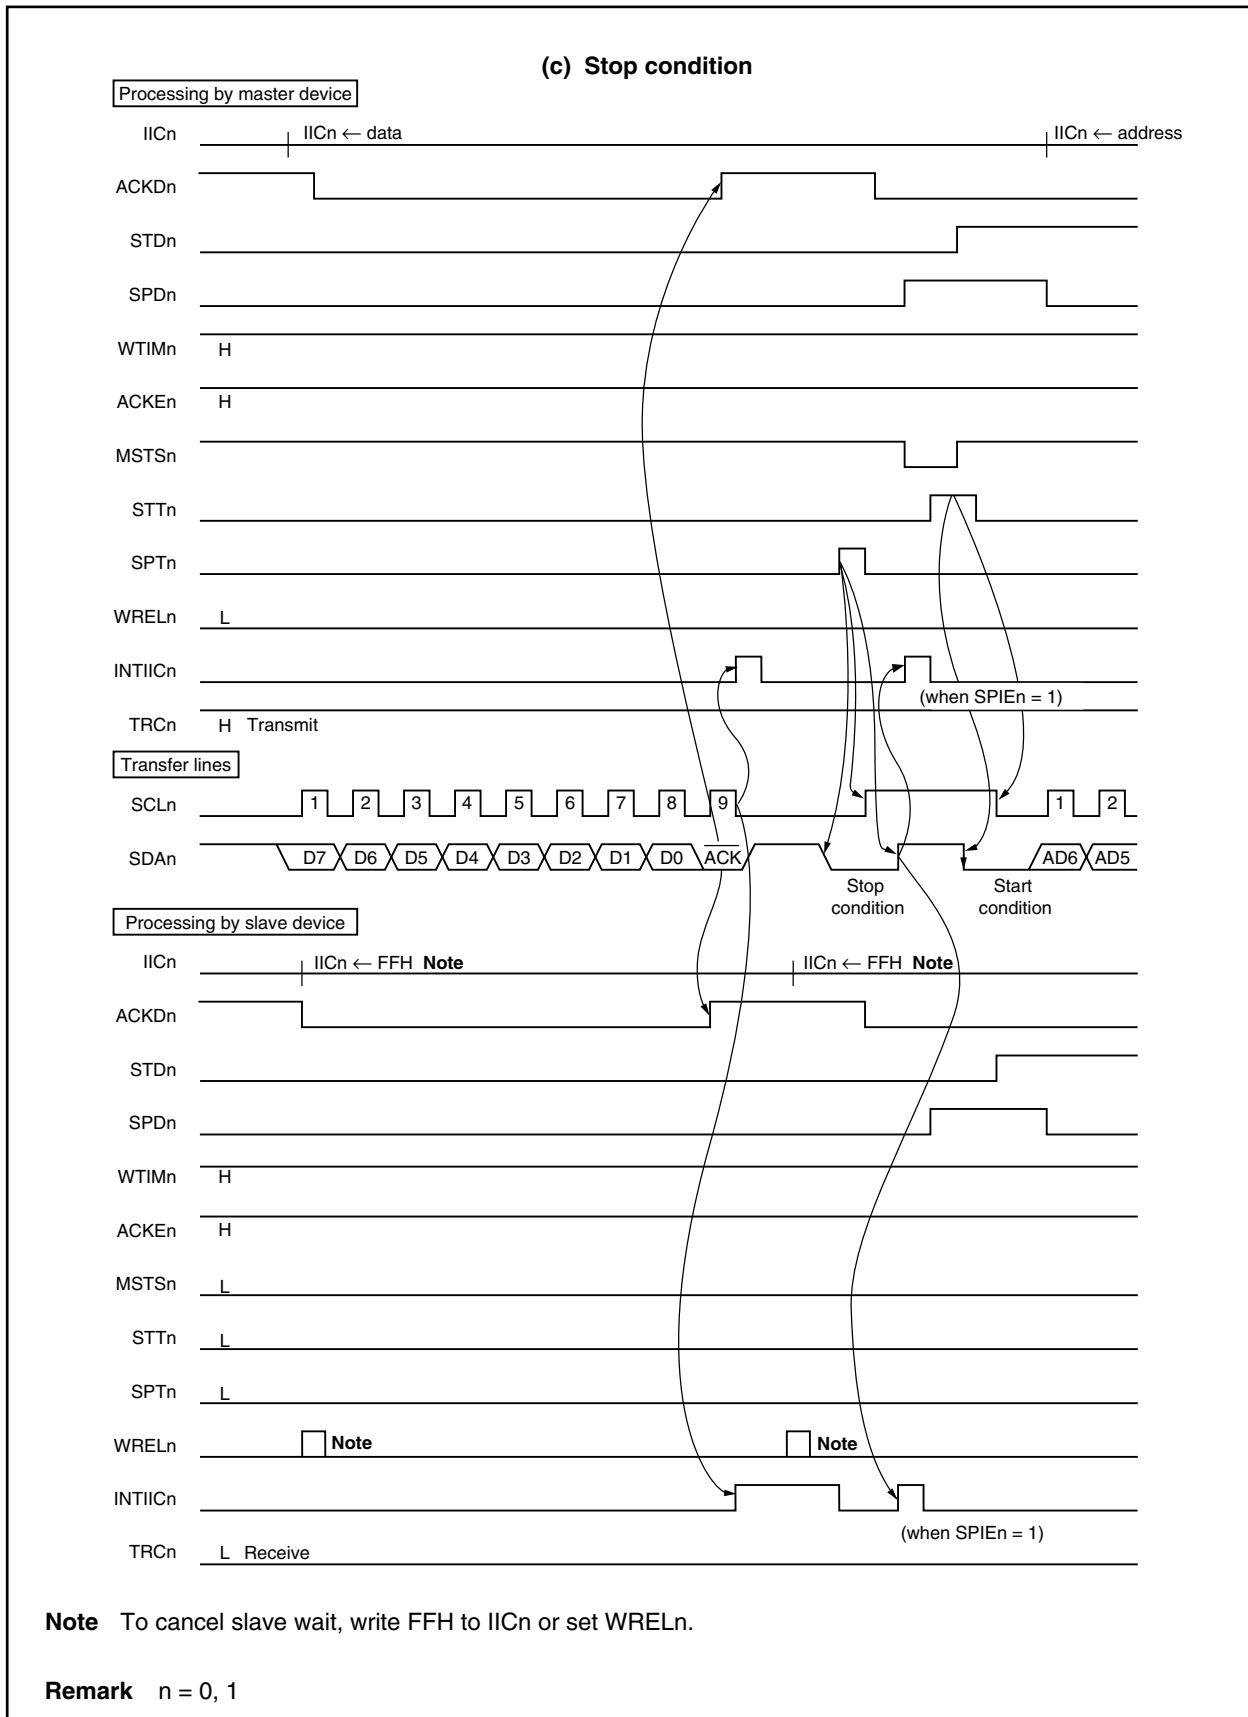 (c) Stop condition
Processing by master device
IICn IICn ← data IICn ← address
ACKDn
STDn
SPDn
WTIMn H
ACKEn H
MSTSn
STTn
SPTn
WRELn L
INTIICn
(when SPIEn = 1)
TRCn H Transmit
Transfer lines
SCLn 1 2 3 4 5 6 7 8 9 1 2
SDAn D7 D6 D5 D4 D3 D2 D1 D0 ACK AD6 AD5
Stop condition
Start condition
Processing by slave device
IICn IICn ← FFH Note IICn ← FFH Note
ACKDn
STDn
SPDn
WTIMn H
ACKEn H
MSTSn L
STTn L
SPTn L
WRELn Note Note
INTIICn
(when SPIEn = 1)
TRCn L Receive
Note To cancel slave wait, write FFH to IICn or set WRELn.
Remark n = 0, 1